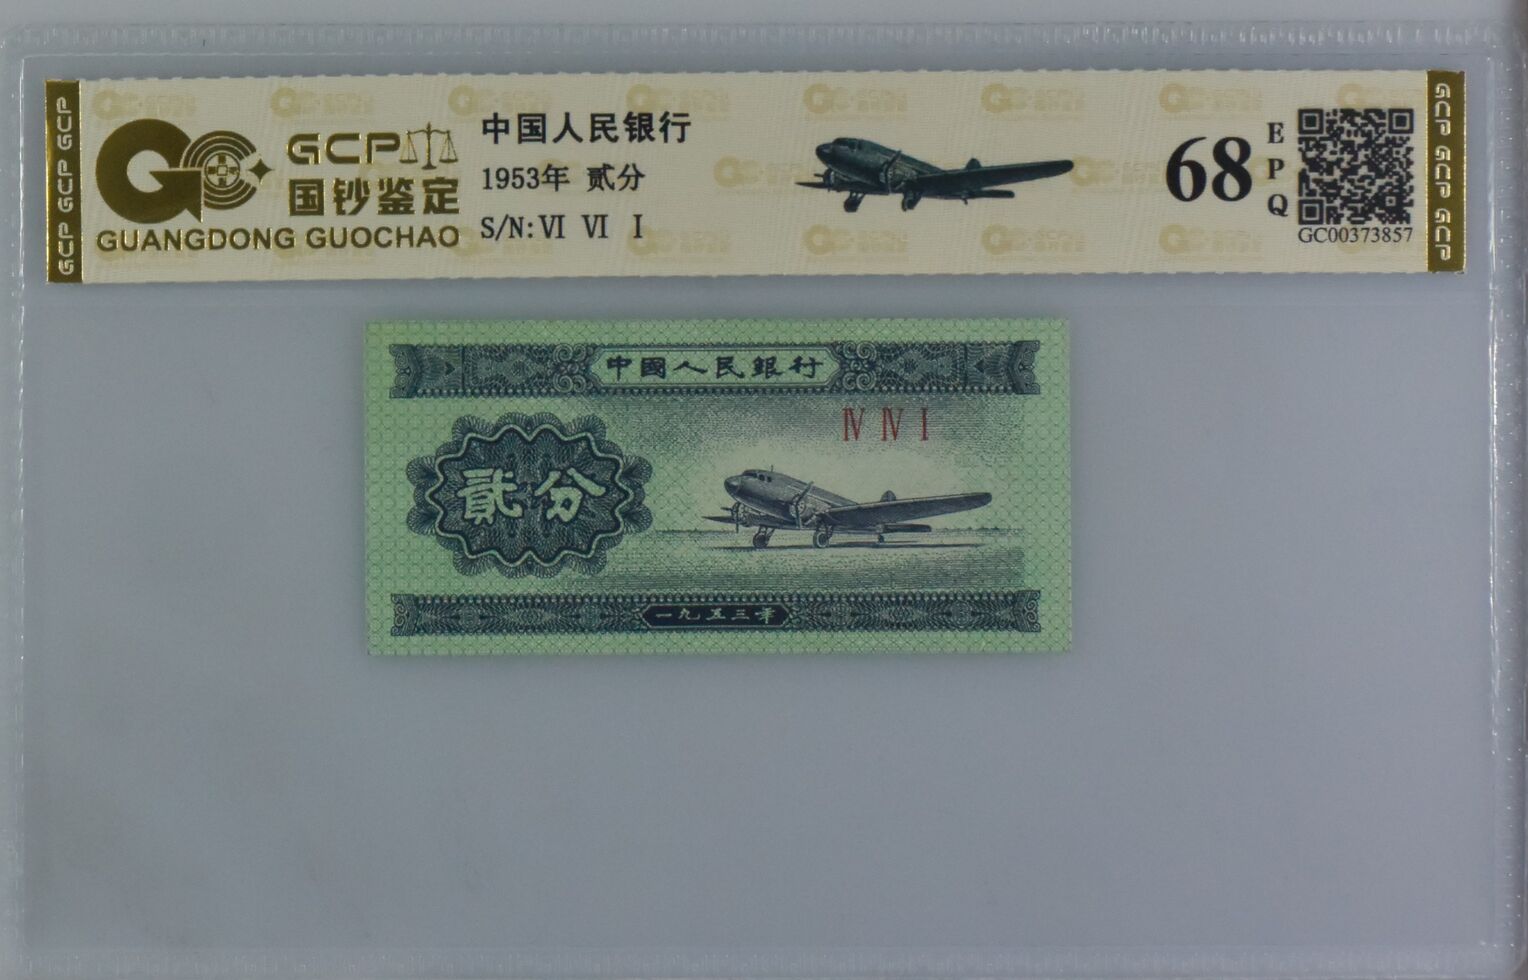 GCP GCP GCP
GCP
国钞鉴定
GUANGDONG GUOCHAO
中国人民银行
1953年 贰分
S/N: VI VI I
68
EPQ
GC00373857
GCP GCP GCP
中國人民銀行
IV IV I
貳分
一九五三年